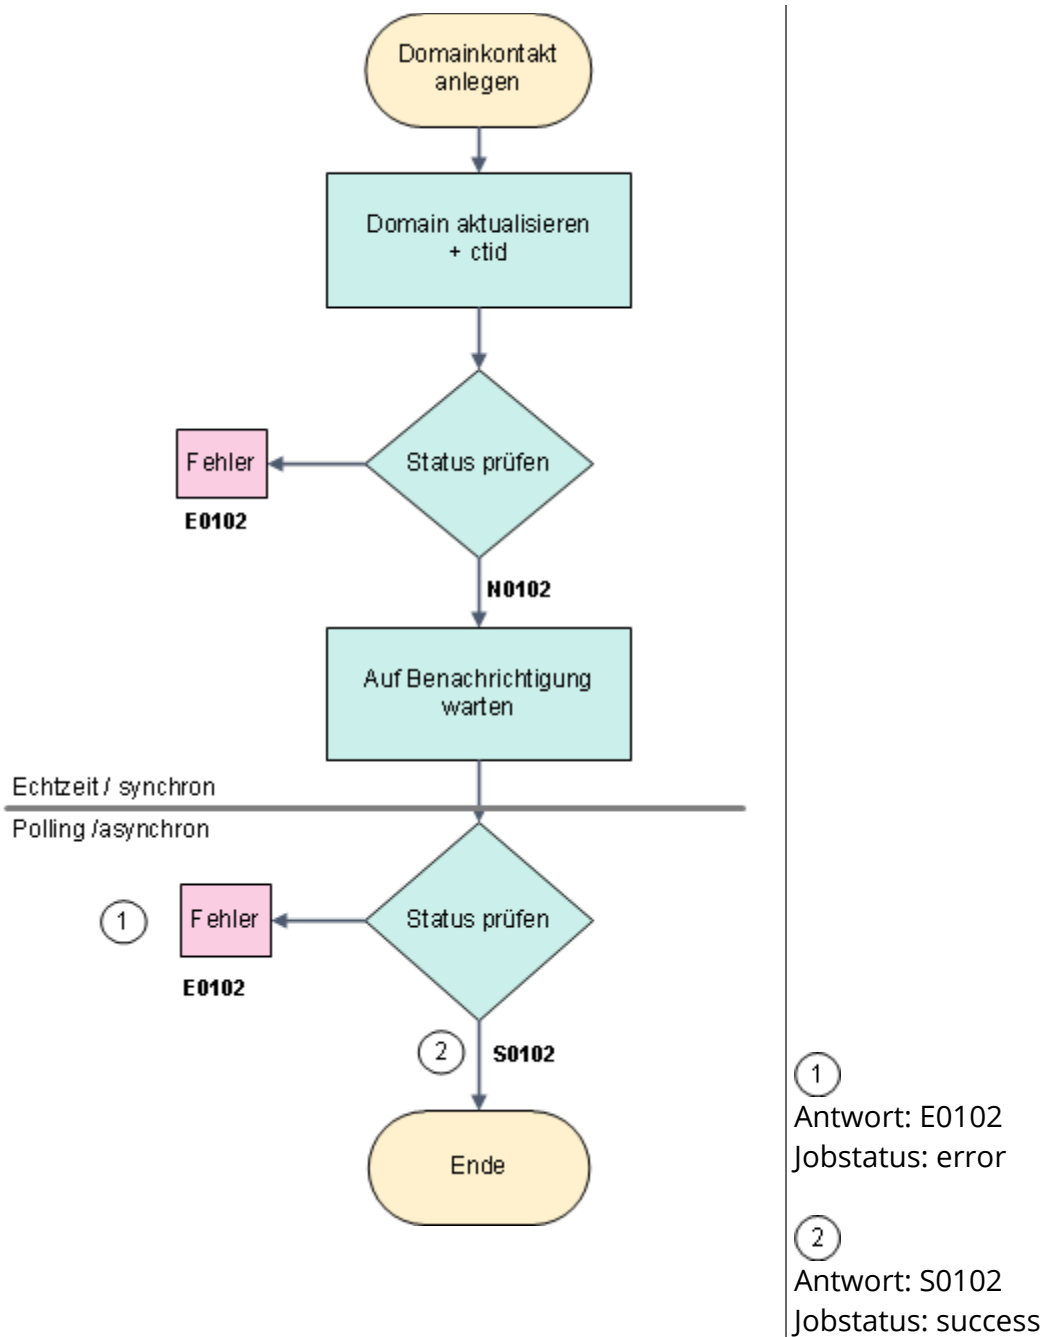 Domainkontakt
anlegen
Domain aktualisieren
+ ctid
Status prüfen
Fehler
E0102
N0102
Auf Benachrichtigung
warten
Echtzeit / synchron
Polling /asynchron
Status prüfen
Fehler
1
E0102
2
S0102
Ende
1
Antwort: E0102
Jobstatus: error
2
Antwort: S0102
Jobstatus: success